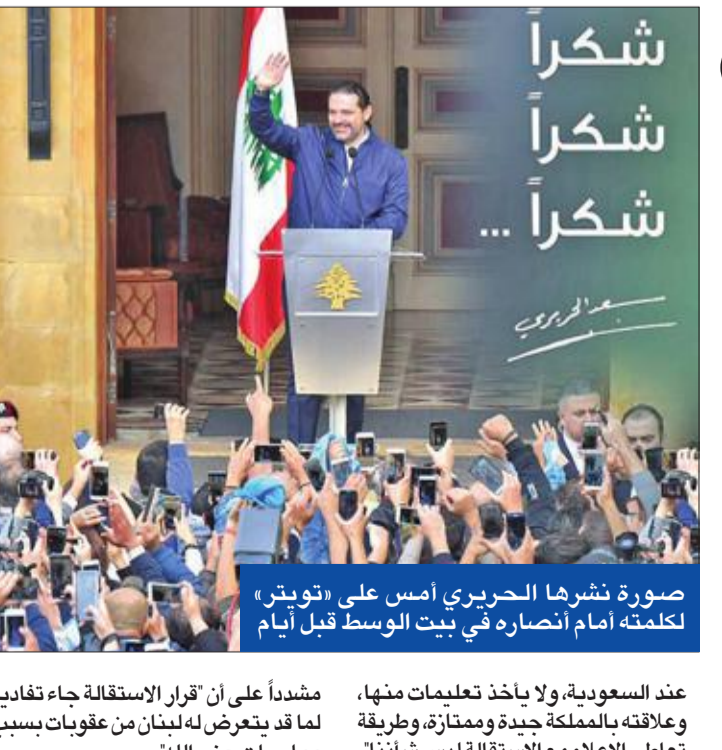 شكراً
شكراً
شكراً ...
سعد الحريري
صورة نشرها الحريري أمس على «تويتر»
لكلمته أمام أنصاره في بيت الوسط قبل أيام
عند السعودية، ولا يأخذ تعليمات منها،
وعلاقته بالمملكة جيدة وممتازة، وطريقة
مشدداً على أن "قرار الاستقالة جاء تفادي
لما قد يتعرض له لبنان من عقوبات بسبب